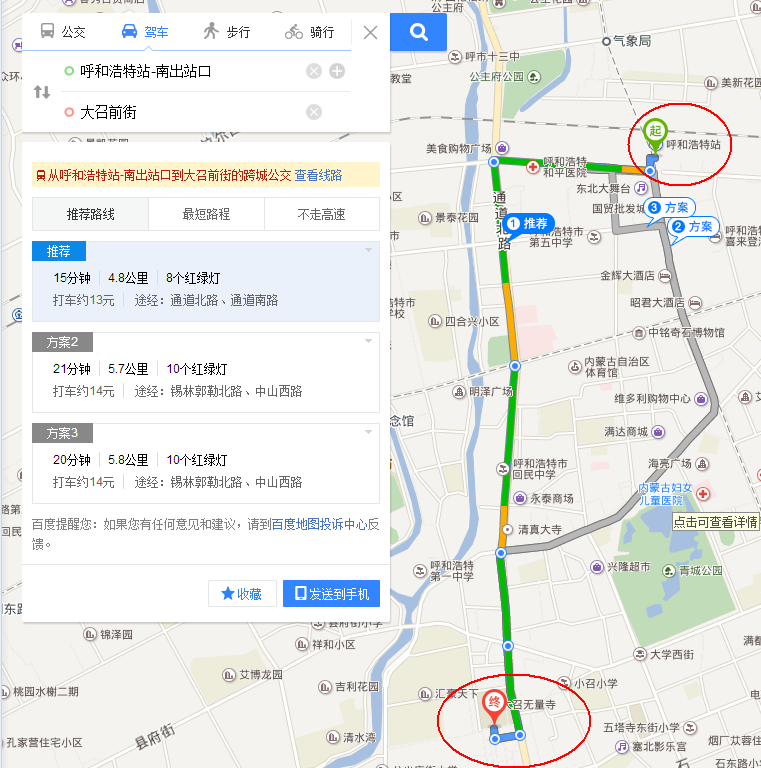 公交
驾车
步行
骑行
呼和浩特站-南出站口
大召前街
从呼和浩特站-南出站口到大召前街的跨城公交 查看线路
推荐路线
最短路程
不走高速
推荐
15分钟 4.8公里 8个红绿灯
打车约13元 途经：通道北路、通道南路
方案2
21分钟 5.7公里 10个红绿灯
打车约14元 途经：锡林郭勒北路、中山西路
方案3
20分钟 5.8公里 10个红绿灯
打车约14元 途经：锡林郭勒北路、中山西路
百度提醒您：如果您有任何意见和建议，请到百度地图投诉中心反
馈。
收藏
发送到手机
公主府
气象局
呼市十三中
公主府公园
美新花园
教堂
起
呼和浩特站
美食购物广场
呼和浩特
和平医院
东北大舞台
国贸批发城
3 方案
2 方案
通道北路
1 推荐
景泰花园
呼和浩特市
第五中学
呼和
喜来登
金辉大酒店
昭君大酒店
四合兴小区
中铭奇石博物馆
内蒙古自治区
体育馆
明泽广场
维多利购物中心
满达商城
念馆
呼和浩特市
回民中学
海亮广场
内蒙古妇女
儿童医院
永泰商场
点击可查看详情
清真大寺
呼和浩特
第一中学
兴隆超市
青城公园
县府街小区
锦泽园
祥和小区
大学西街
满都
艾博龙园
吉利花园
汇豪天下
小召小学
桃园水榭二期
终
召无量寺
五塔寺东街小学
县府街
清水湾
孔家营住宅小区
塞北影乐宫
烟厂艾蓉住
石东路小